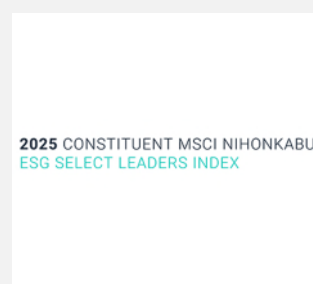 2025 CONSTITUENT MSCI NIHONKABU
ESG SELECT LEADERS INDEX